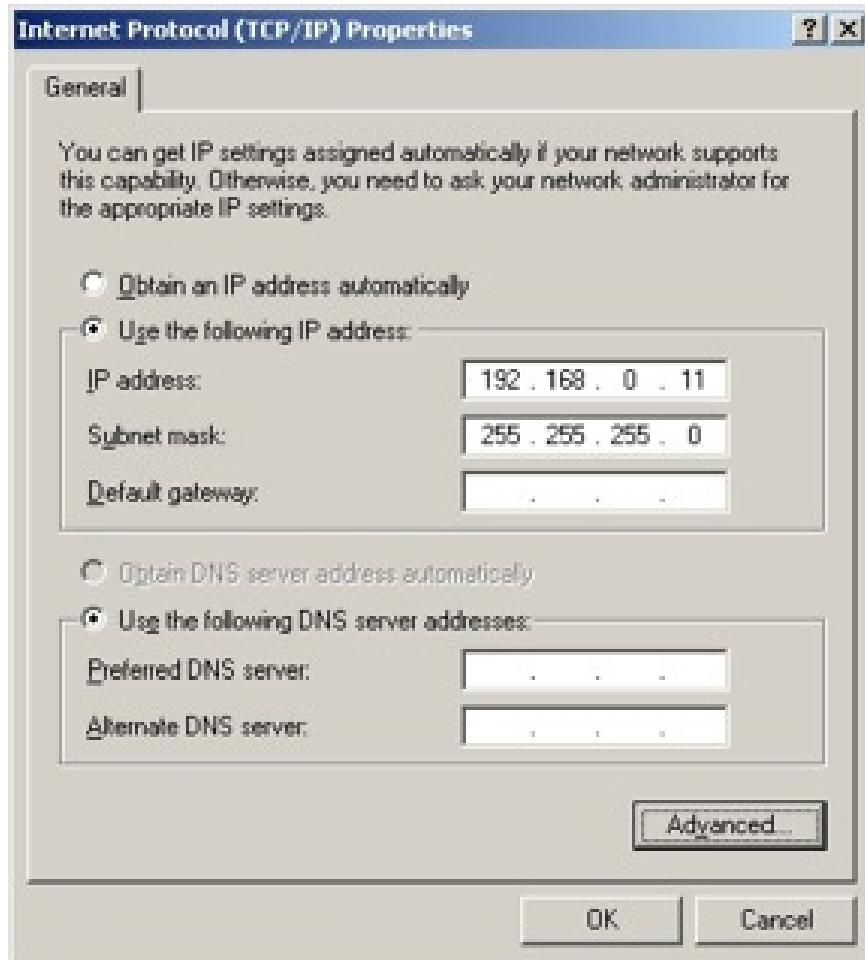 Internet Protocol (TCP/IP) Properties
General
You can get IP settings assigned automatically if your network supports
this capability. Otherwise, you need to ask your network administrator for
the appropriate IP settings.
Obtain an IP address automatically
Use the following IP address:
IP address: 192 . 168 . 0 . 11
Subnet mask: 255 . 255 . 255 . 0
Default gateway: . . .
Obtain DNS server address automatically
Use the following DNS server addresses:
Preferred DNS server: . . .
Alternate DNS server: . . .
Advanced...
OK Cancel